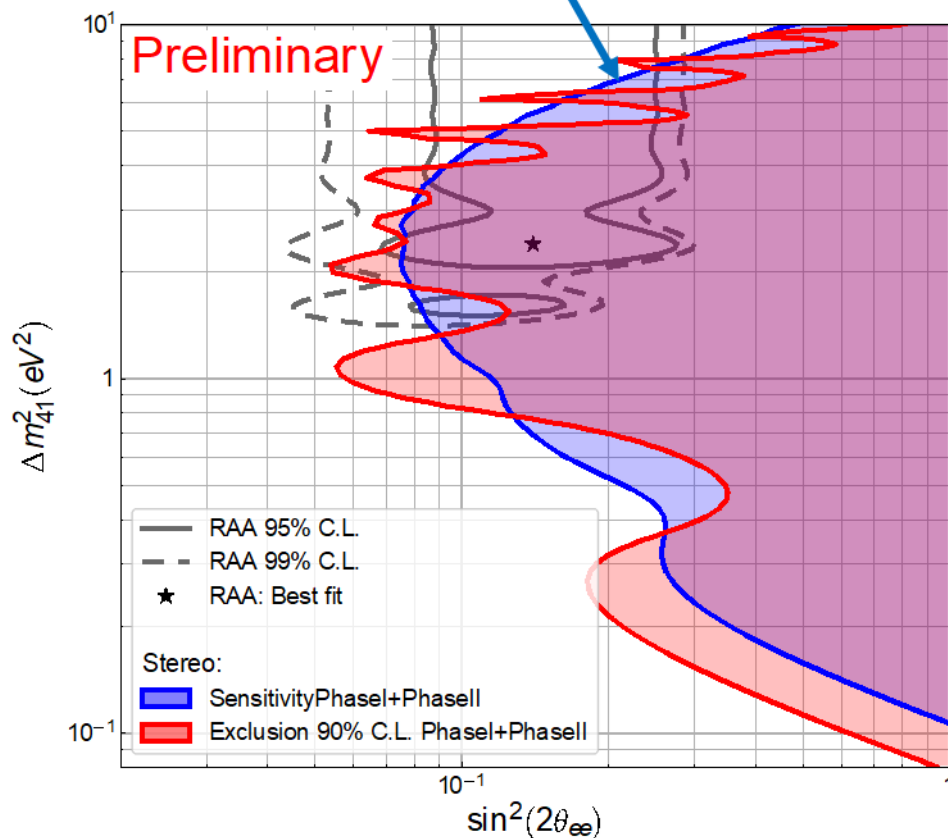 Preliminary
10¹
1
10⁻¹
Δm²₄₁(eV²)
RAA 95% C.L.
RAA 99% C.L.
RAA: Best fit
Stereo:
SensitivityPhaseI+PhaseII
Exclusion 90% C.L. PhaseI+PhaseII
10⁻¹
1
sin²(2θₑₑ)